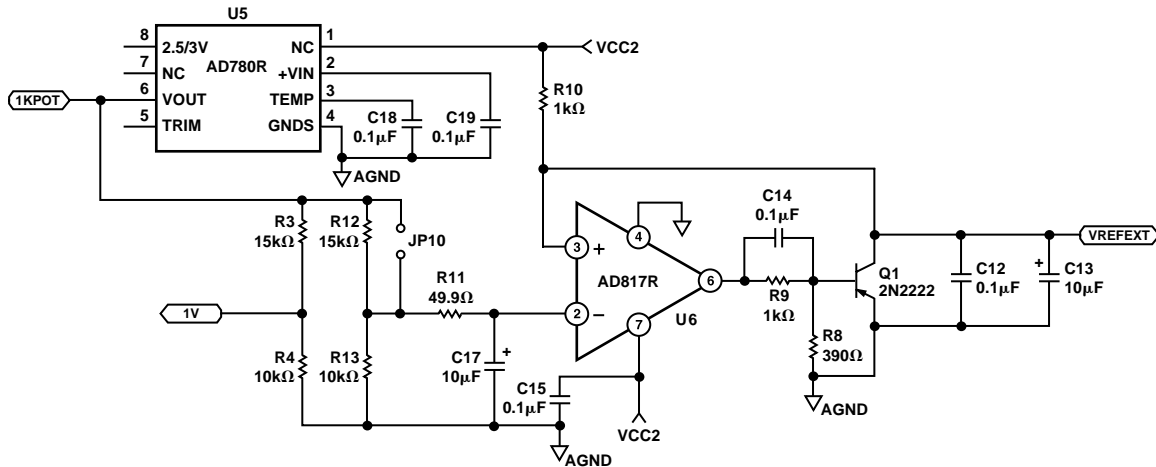 U5
8 2.5/3V NC 1
VCC2
7 NC AD780R +VIN 2
1KPOT 6 VOUT TEMP 3
5 TRIM GNDS 4
R10
1kΩ
C18
0.1μF
C19
0.1μF
AGND
R3
15kΩ
R12
15kΩ
JP10
R11
49.9Ω
1V
R4
10kΩ
R13
10kΩ
C17
+
10μF
C15
0.1μF
AGND
3 +
2 −
4
AD817R
6
7
U6
VCC2
C14
0.1μF
R9
1kΩ
R8
390Ω
AGND
Q1
2N2222
C12
0.1μF
+
C13
10μF
VREFEXT